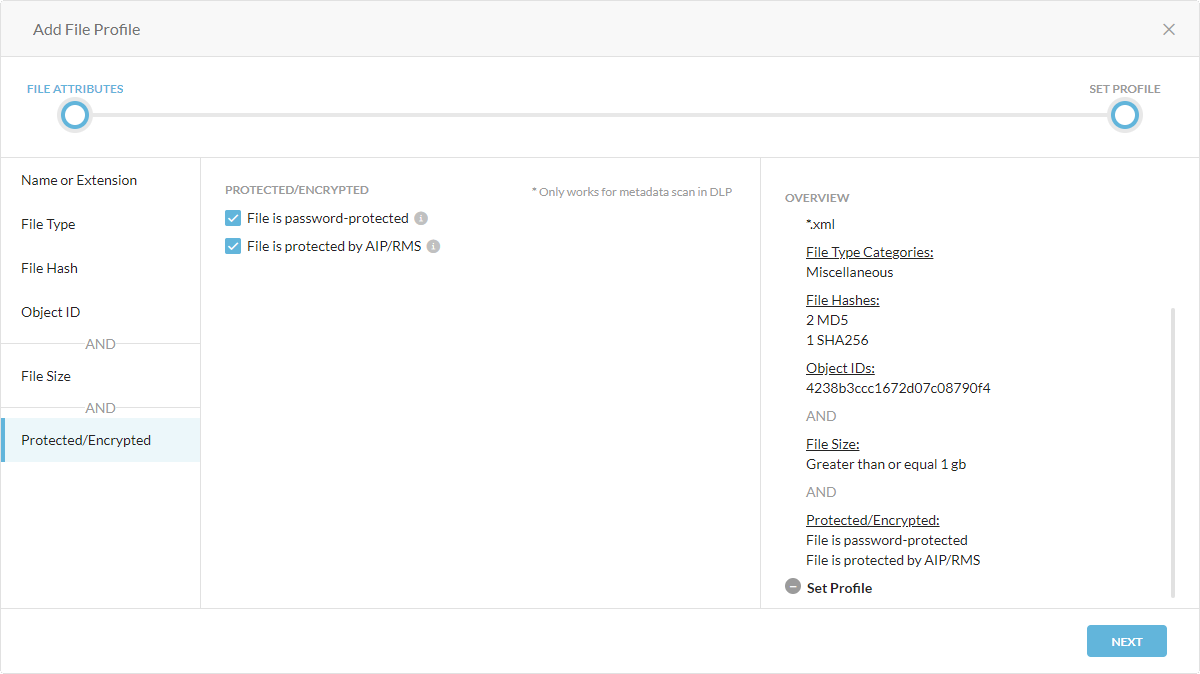 Add File Profile
FILE ATTRIBUTES
SET PROFILE
Name or Extension
File Type
File Hash
Object ID
AND
File Size
AND
Protected/Encrypted
PROTECTED/ENCRYPTED
* Only works for metadata scan in DLP
File is password-protected
File is protected by AIP/RMS
OVERVIEW
*.xml
File Type Categories:
Miscellaneous
File Hashes:
2 MD5
1 SHA256
Object IDs:
4238b3ccc1672d07c08790f4
AND
File Size:
Greater than or equal 1 gb
AND
Protected/Encrypted:
File is password-protected
File is protected by AIP/RMS
Set Profile
NEXT